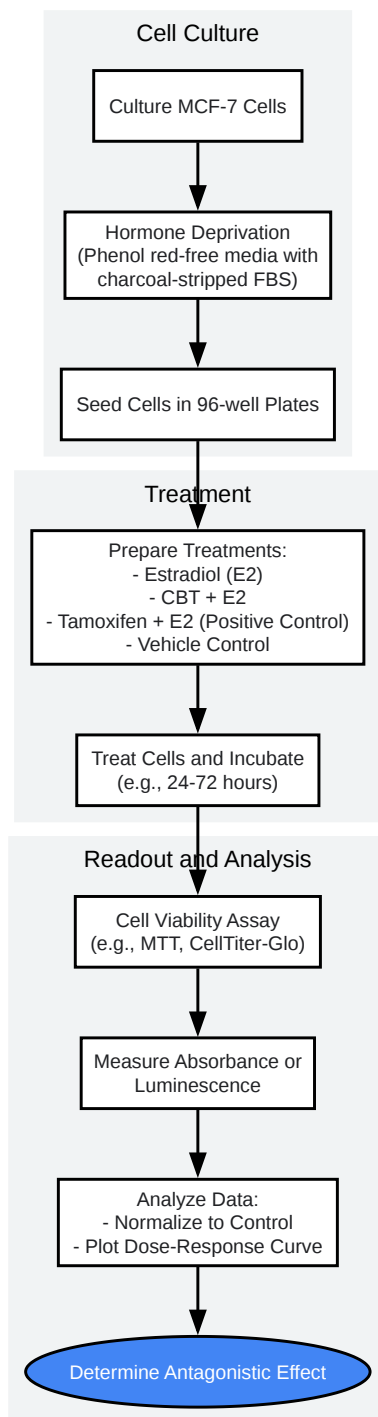 Cell Culture
Culture MCF-7 Cells
Hormone Deprivation
(Phenol red-free media with
charcoal-stripped FBS)
Seed Cells in 96-well Plates
Treatment
Prepare Treatments:
- Estradiol (E2)
- CBT + E2
- Tamoxifen + E2 (Positive Control)
- Vehicle Control
Treat Cells and Incubate
(e.g., 24-72 hours)
Readout and Analysis
Cell Viability Assay
(e.g., MTT, CellTiter-Glo)
Measure Absorbance or
Luminescence
Analyze Data:
- Normalize to Control
- Plot Dose-Response Curve
Determine Antagonistic Effect